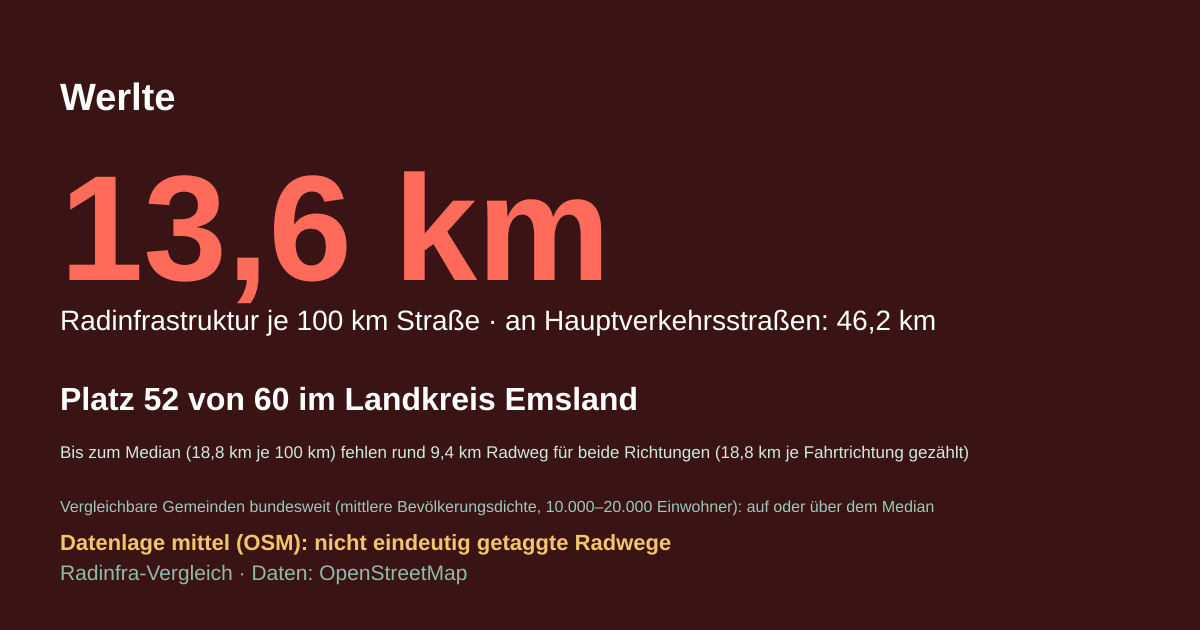 Werlte
13,6 km
Radinfrastruktur je 100 km Straße · an Hauptverkehrsstraßen: 46,2 km
Platz 52 von 60 im Landkreis Emsland
Bis zum Median (18,8 km je 100 km) fehlen rund 9,4 km Radweg für beide Richtungen (18,8 km je Fahrtrichtung gezählt)
Vergleichbare Gemeinden bundesweit (mittlere Bevölkerungsdichte, 10.000–20.000 Einwohner): auf oder über dem Median
Datenlage mittel (OSM): nicht eindeutig getaggte Radwege
Radinfra-Vergleich · Daten: OpenStreetMap